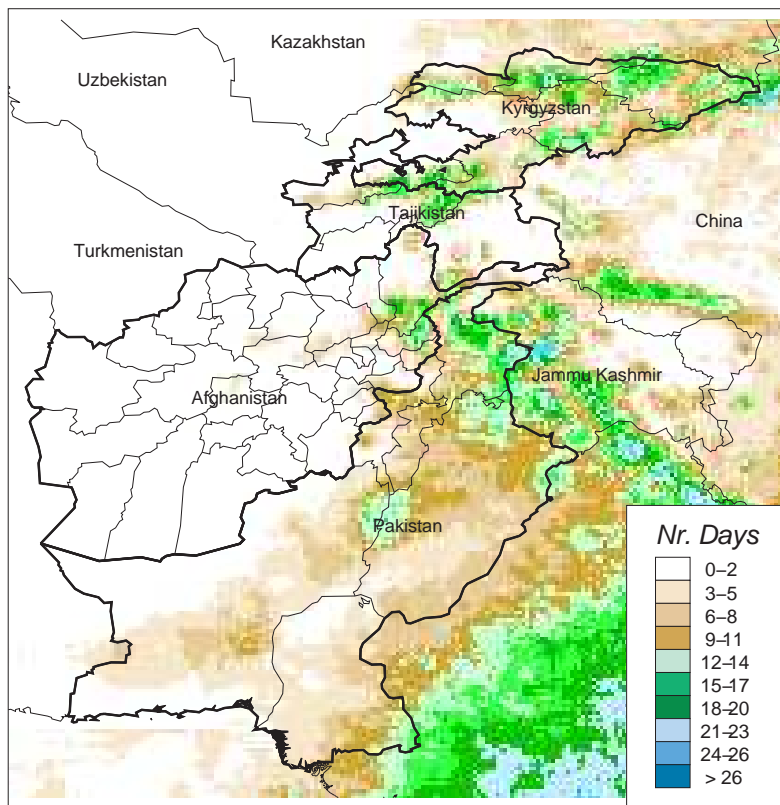 Kazakhstan
Uzbekistan
Kyrgyzstan
Tajikistan
China
Turkmenistan
Jammu Kashmir
Afghanistan
Pakistan
Nr. Days
0–2
3–5
6–8
9–11
12–14
15–17
18–20
21–23
24–26
> 26